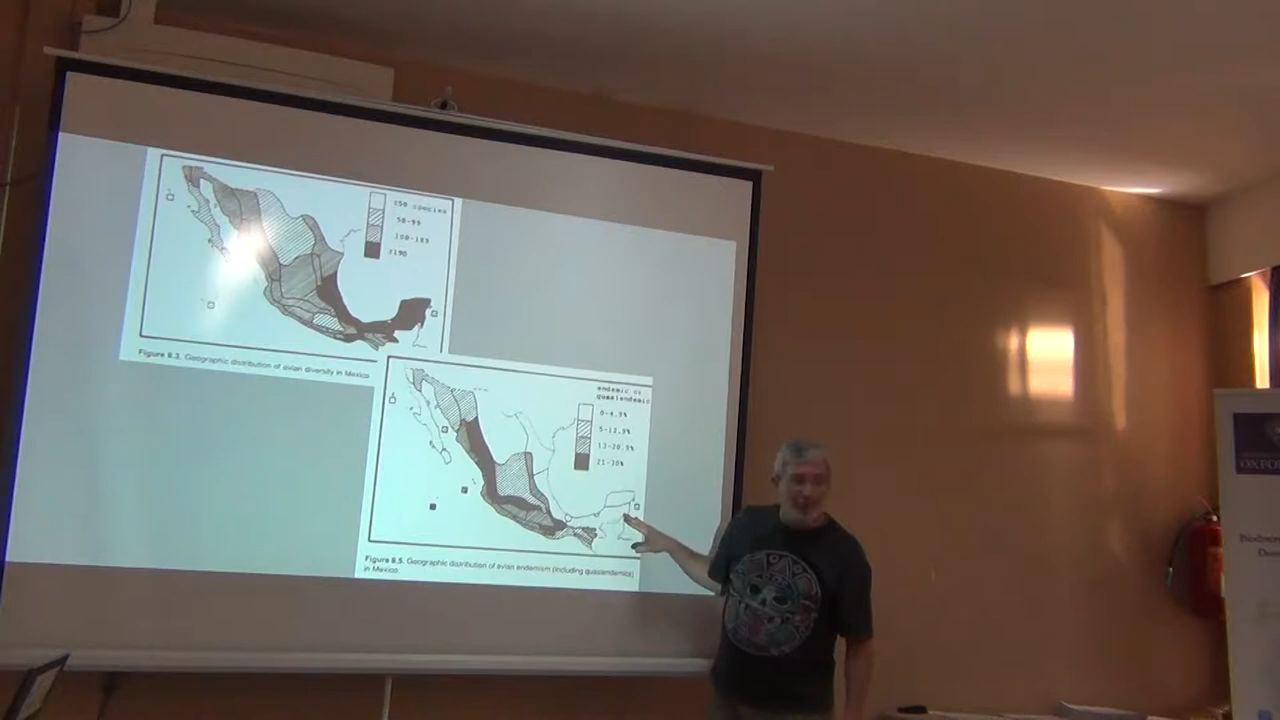 ≤50 species
50-99
100-189
≥190
Figure 8.3. Geographic distribution of avian diversity in Mexico.
endemic or
quasiendemic
0-4.9%
5-12.9%
13-20.9%
21-30%
Figure 8.5. Geographic distribution of avian endemism (including quasiendemics)
in Mexico.